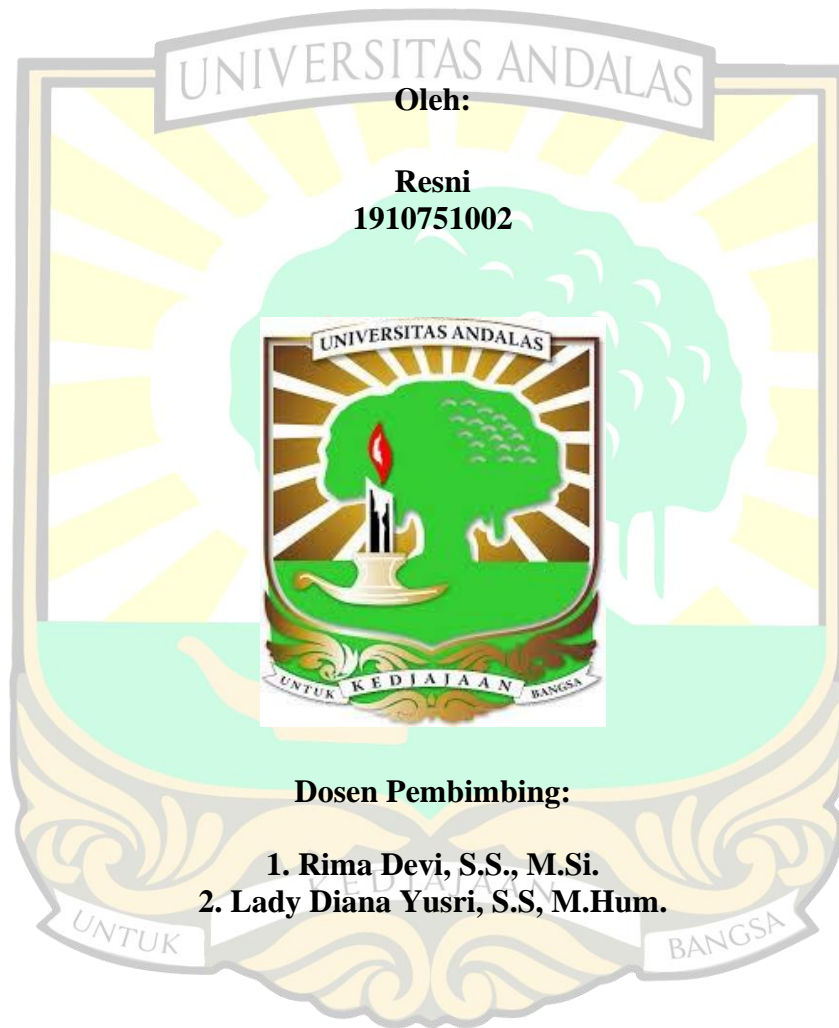 UNIVERSITAS ANDALAS
Oleh:
Resni
1910751002
UNIVERSITAS ANDALAS
UNTUK KEDJAJAAN BANGSA
Dosen Pembimbing:
1. Rima Devi, S.S., M.Si.
2. Lady Diana Yusri, S.S, M.Hum.
UNTUK KEDJAJAAN BANGSA